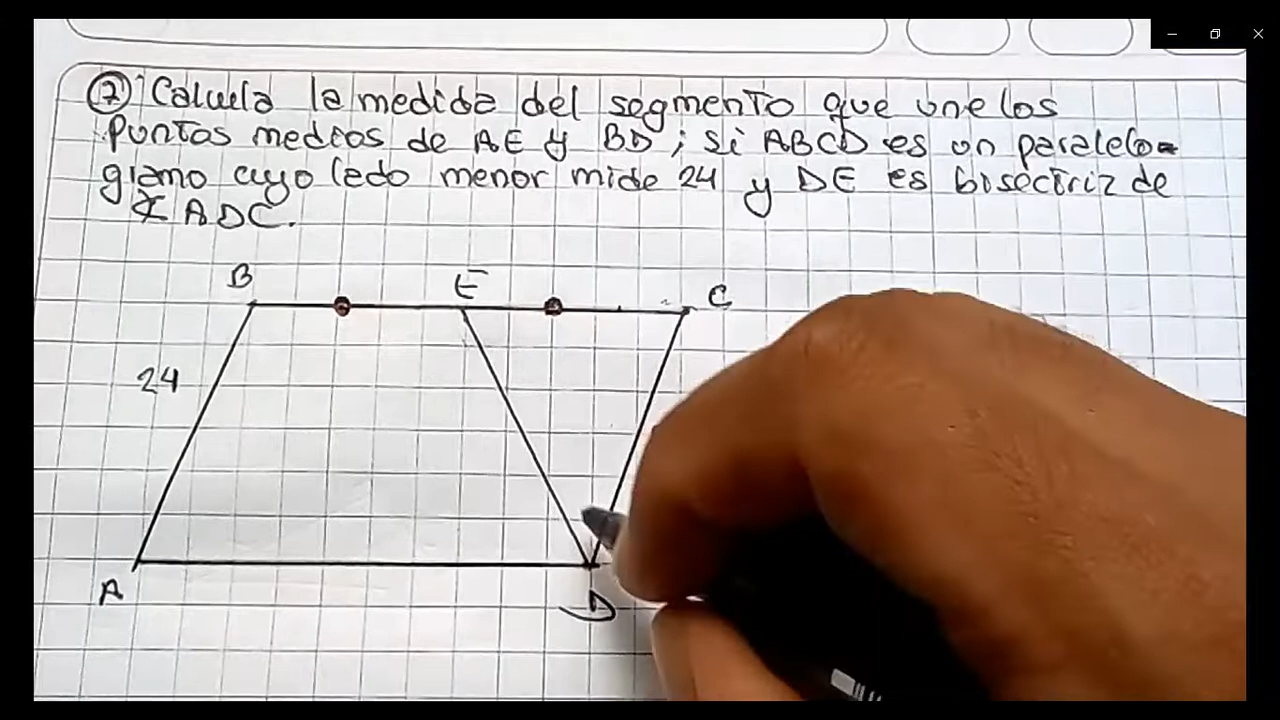 7 Calcula la medida del segmento que une los
puntos medios de AE y BD; si ABCD es un paralelo-
gramo cuyo lado menor mide 24 y DE es bisectriz de
∡ ADC.
B E C
24
A D